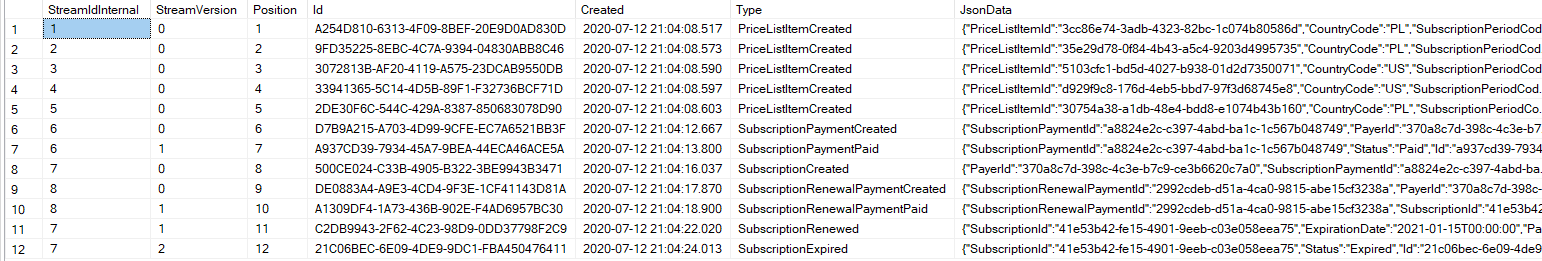 StreamIdInternal StreamVersion Position Id Created Type JsonData
1 1 0 1 A254D810-6313-4F09-8BEF-20E9D0AD830D 2020-07-12 21:04:08.517 PriceListItemCreated {"PriceListItemId":"3cc86e74-3adb-4323-82bc-1c074b80586d","CountryCode":"PL","SubscriptionPeriodCod
2 2 0 2 9FD35225-8EBC-4C7A-9394-04830ABB8C46 2020-07-12 21:04:08.573 PriceListItemCreated {"PriceListItemId":"35e29d78-0f84-4b43-a5c4-9203d4995735","CountryCode":"PL","SubscriptionPeriodCod
3 3 0 3 3072813B-AF20-4119-A575-23DCAB9550DB 2020-07-12 21:04:08.590 PriceListItemCreated {"PriceListItemId":"5103cfc1-bd5d-4027-b938-01d2d7350071","CountryCode":"US","SubscriptionPeriodCod
4 4 0 4 33941365-5C14-4D5B-89F1-F32736BCF71D 2020-07-12 21:04:08.597 PriceListItemCreated {"PriceListItemId":"d929f9c8-176d-4eb5-bbd7-97f3d68745e8","CountryCode":"US","SubscriptionPeriodCod..
5 5 0 5 2DE30F6C-544C-429A-8387-850683078D90 2020-07-12 21:04:08.603 PriceListItemCreated {"PriceListItemId":"30754a38-a1db-48e4-bdd8-e1074b43b160","CountryCode":"PL","SubscriptionPeriodCo..
6 6 0 6 D7B9A215-A703-4D99-9CFE-EC7A6521BB3F 2020-07-12 21:04:12.667 SubscriptionPaymentCreated {"SubscriptionPaymentId":"a8824e2c-c397-4abd-ba1c-1c567b048749","PayerId":"370a8c7d-398c-4c3e-b7
7 6 1 7 A937CD39-7934-45A7-9BEA-44ECA46ACE5A 2020-07-12 21:04:13.800 SubscriptionPaymentPaid {"SubscriptionPaymentId":"a8824e2c-c397-4abd-ba1c-1c567b048749","Status":"Paid","Id":"a937cd39-7934
8 7 0 8 500CE024-C33B-4905-B322-3BE9943B3471 2020-07-12 21:04:16.037 SubscriptionCreated {"PayerId":"370a8c7d-398c-4c3e-b7c9-ce3b6620c7a0","SubscriptionPaymentId":"a8824e2c-c397-4abd-ba.
9 8 0 9 DE0883A4-A9E3-4CD4-9F3E-1CF41143D81A 2020-07-12 21:04:17.870 SubscriptionRenewalPaymentCreated {"SubscriptionRenewalPaymentId":"2992cdeb-d51a-4ca0-9815-abe15cf3238a","PayerId":"370a8c7d-398c-
10 8 1 10 A1309DF4-1A73-436B-902E-F4AD6957BC30 2020-07-12 21:04:18.900 SubscriptionRenewalPaymentPaid {"SubscriptionRenewalPaymentId":"2992cdeb-d51a-4ca0-9815-abe15cf3238a","SubscriptionId":"41e53b42
11 7 1 11 C2DB9943-2F62-4C23-98D9-0DD37798F2C9 2020-07-12 21:04:22.020 SubscriptionRenewed {"SubscriptionId":"41e53b42-fe15-4901-9eeb-c03e058eea75","ExpirationDate":"2021-01-15T00:00:00","Pa
12 7 2 12 21C06BEC-6E09-4DE9-9DC1-FBA450476411 2020-07-12 21:04:24.013 SubscriptionExpired {"SubscriptionId":"41e53b42-fe15-4901-9eeb-c03e058eea75","Status":"Expired","Id":"21c06bec-6e09-4de9